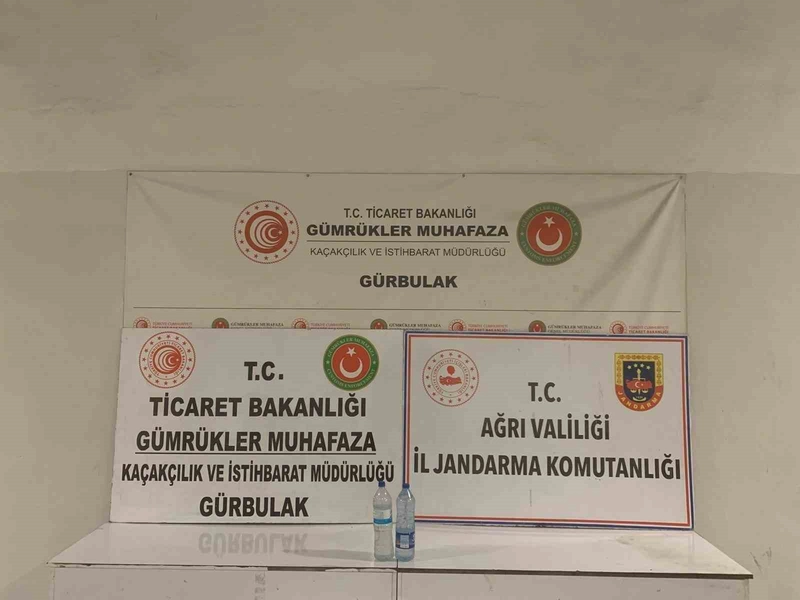 T.C. TİCARET BAKANLIĞI
GÜMRÜKLER MUHAFAZA
KAÇAKÇILIK VE İSTİHBARAT MÜDÜRLÜĞÜ
GÜRBULAK
T.C.
TİCARET BAKANLIĞI
GÜMRÜKLER MUHAFAZA
KAÇAKÇILIK VE İSTİHBARAT MÜDÜRLÜĞÜ
GÜRBULAK
T.C.
AĞRI VALİLİĞİ
İL JANDARMA KOMUTANLIĞI
JANDARMA